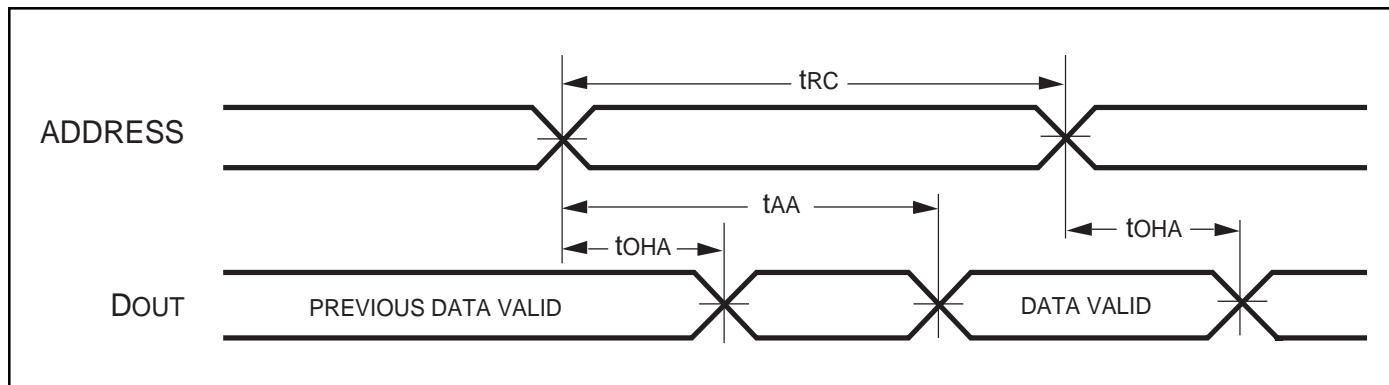 tRC
ADDRESS
tAA
tOHA
tOHA
DOUT
PREVIOUS DATA VALID
DATA VALID